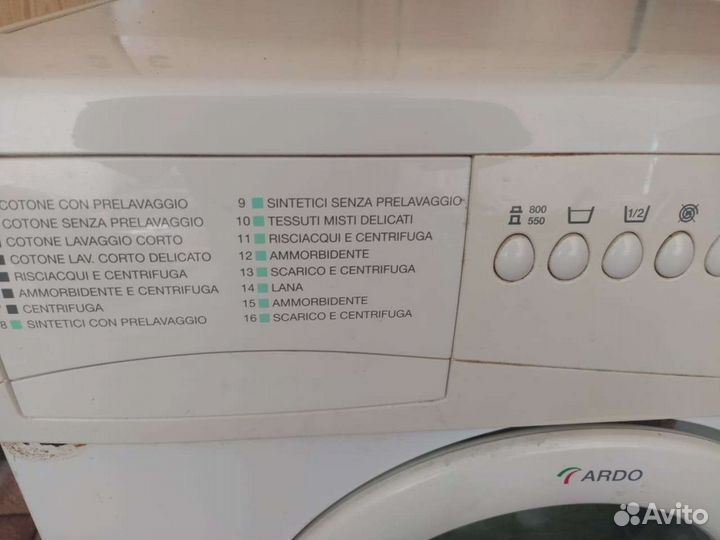 COTONE CON PRELAVAGGIO
COTONE SENZA PRELAVAGGIO
COTONE LAVAGGIO CORTO
COTONE LAV. CORTO DELICATO
RISCIACQUI E CENTRIFUGA
AMMORBIDENTE E CENTRIFUGA
CENTRIFUGA
8 SINTETICI CON PRELAVAGGIO
9 SINTETICI SENZA PRELAVAGGIO
10 TESSUTI MISTI DELICATI
11 RISCIACQUI E CENTRIFUGA
12 AMMORBIDENTE
13 SCARICO E CENTRIFUGA
14 LANA
15 AMMORBIDENTE
16 SCARICO E CENTRIFUGA
800
550
1/2
ARDO
Avito